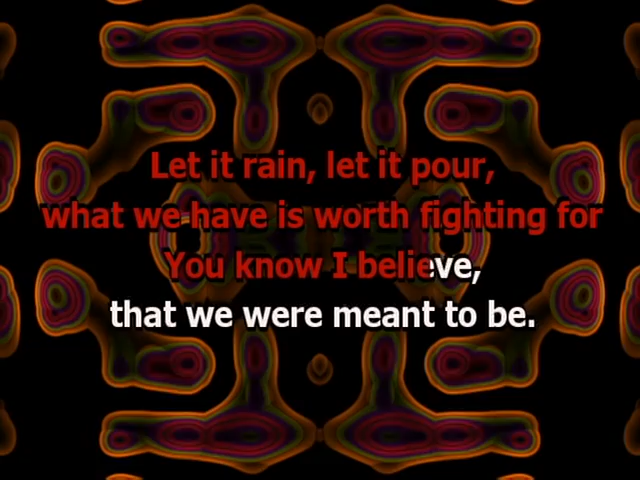 Let it rain, let it pour,
what we have is worth fighting for
You know I believe,
that we were meant to be.